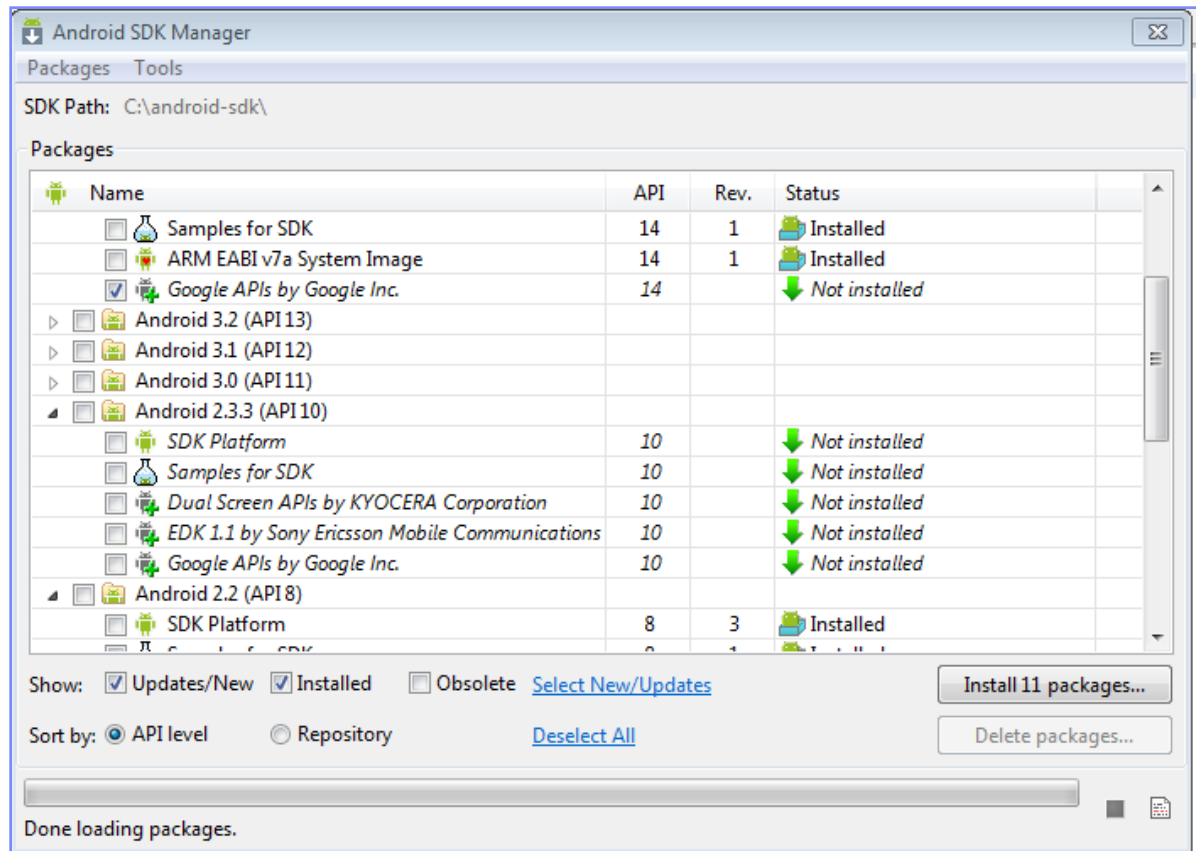 Android SDK Manager
Packages Tools
SDK Path: C:\android-sdk\
Packages
Name API Rev. Status
Samples for SDK 14 1 Installed
ARM EABI v7a System Image 14 1 Installed
Google APIs by Google Inc. 14 Not installed
Android 3.2 (API 13)
Android 3.1 (API 12)
Android 3.0 (API 11)
Android 2.3.3 (API 10)
SDK Platform 10 Not installed
Samples for SDK 10 Not installed
Dual Screen APIs by KYOCERA Corporation 10 Not installed
EDK 1.1 by Sony Ericsson Mobile Communications 10 Not installed
Google APIs by Google Inc. 10 Not installed
Android 2.2 (API 8)
SDK Platform 8 3 Installed
Show: Updates/New Installed Obsolete Select New/Updates Install 11 packages...
Sort by: API level Repository Deselect All Delete packages...
Done loading packages.